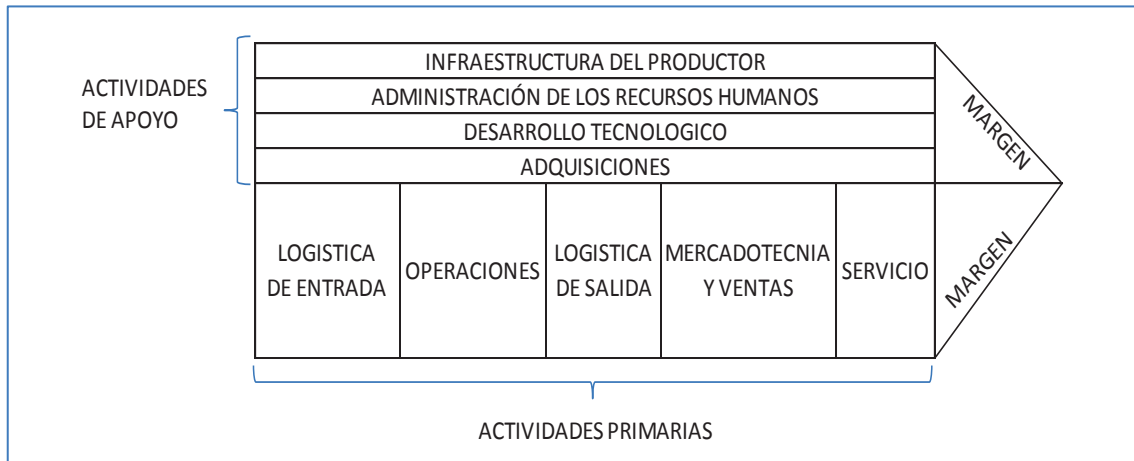 INFRAESTRUCTURA DEL PRODUCTOR
ACTIVIDADES
DE APOYO
ADMINISTRACIÓN DE LOS RECURSOS HUMANOS
DESARROLLO TECNOLOGICO
ADQUISICIONES
MARGEN
LOGISTICA
DE ENTRADA
OPERACIONES
LOGISTICA
DE SALIDA
MERCADOTECNIA
Y VENTAS
SERVICIO
MARGEN
ACTIVIDADES PRIMARIAS